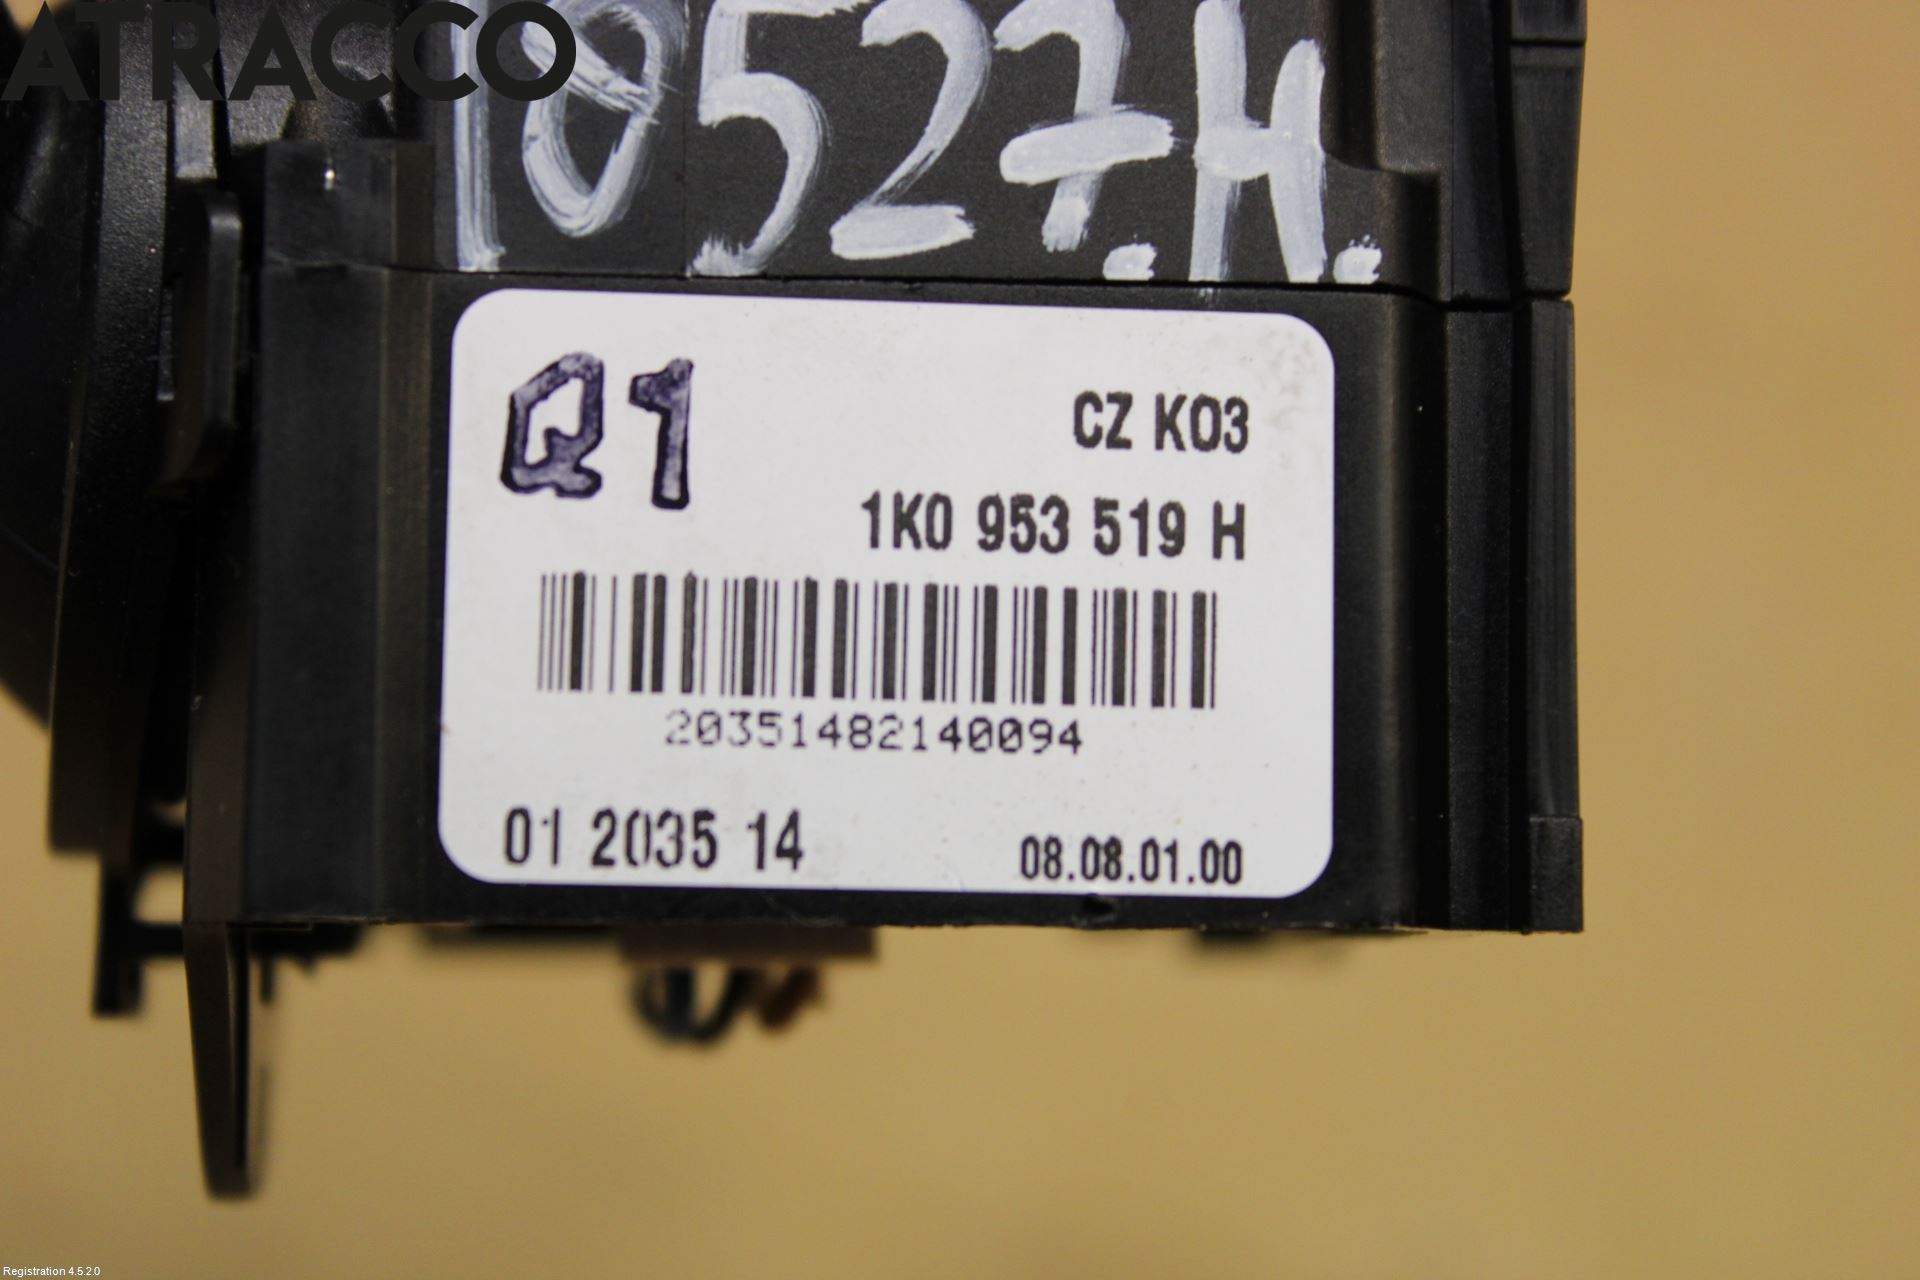 ATRACCO
10527.H.
Q1
CZ K03
1K0 953 519 H
20351482140094
01 2035 14
08.08.01.00
Registration 4.5.2.0